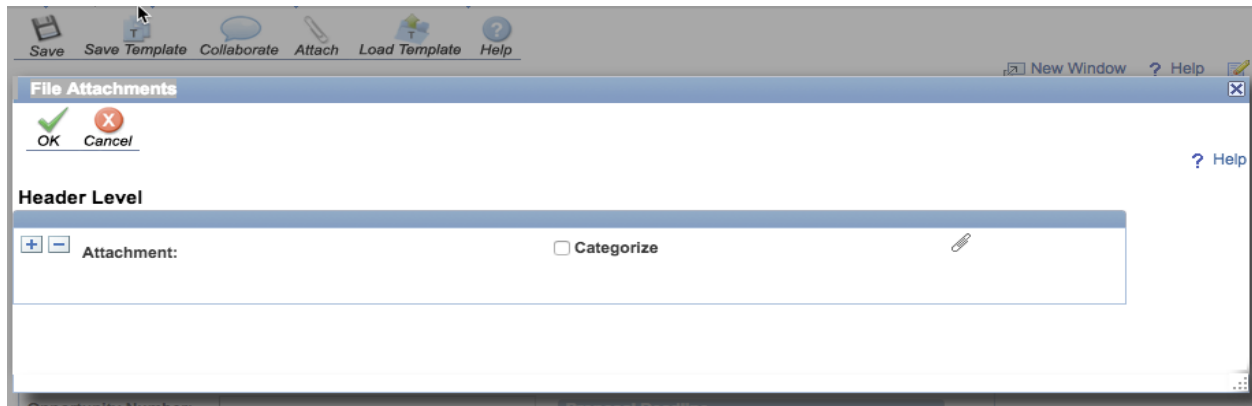 Save Save Template Collaborate Attach Load Template Help
New Window ? Help
File Attachments
OK Cancel
? Help
Header Level
Attachment: Categorize